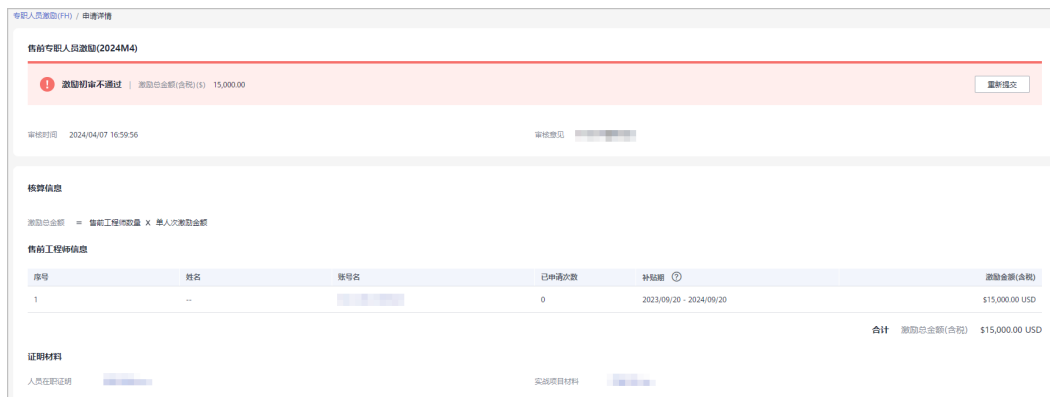 专职人员激励(FH) / 申请详情
售前专职人员激励(2024M4)
激励初审不通过 | 激励总金额(含税)($) 15,000.00 重新提交
审核时间 2024/04/07 16:59:56 审核意见
核算信息
激励总金额 = 售前工程师数量 X 单人次激励金额
售前工程师信息
序号 姓名 账号名 已申请次数 补贴期 激励金额(含税)
1 -- 0 2023/09/20 - 2024/09/20 $15,000.00 USD
合计 激励总金额(含税) $15,000.00 USD
证明材料
人员在职证明 实战项目材料